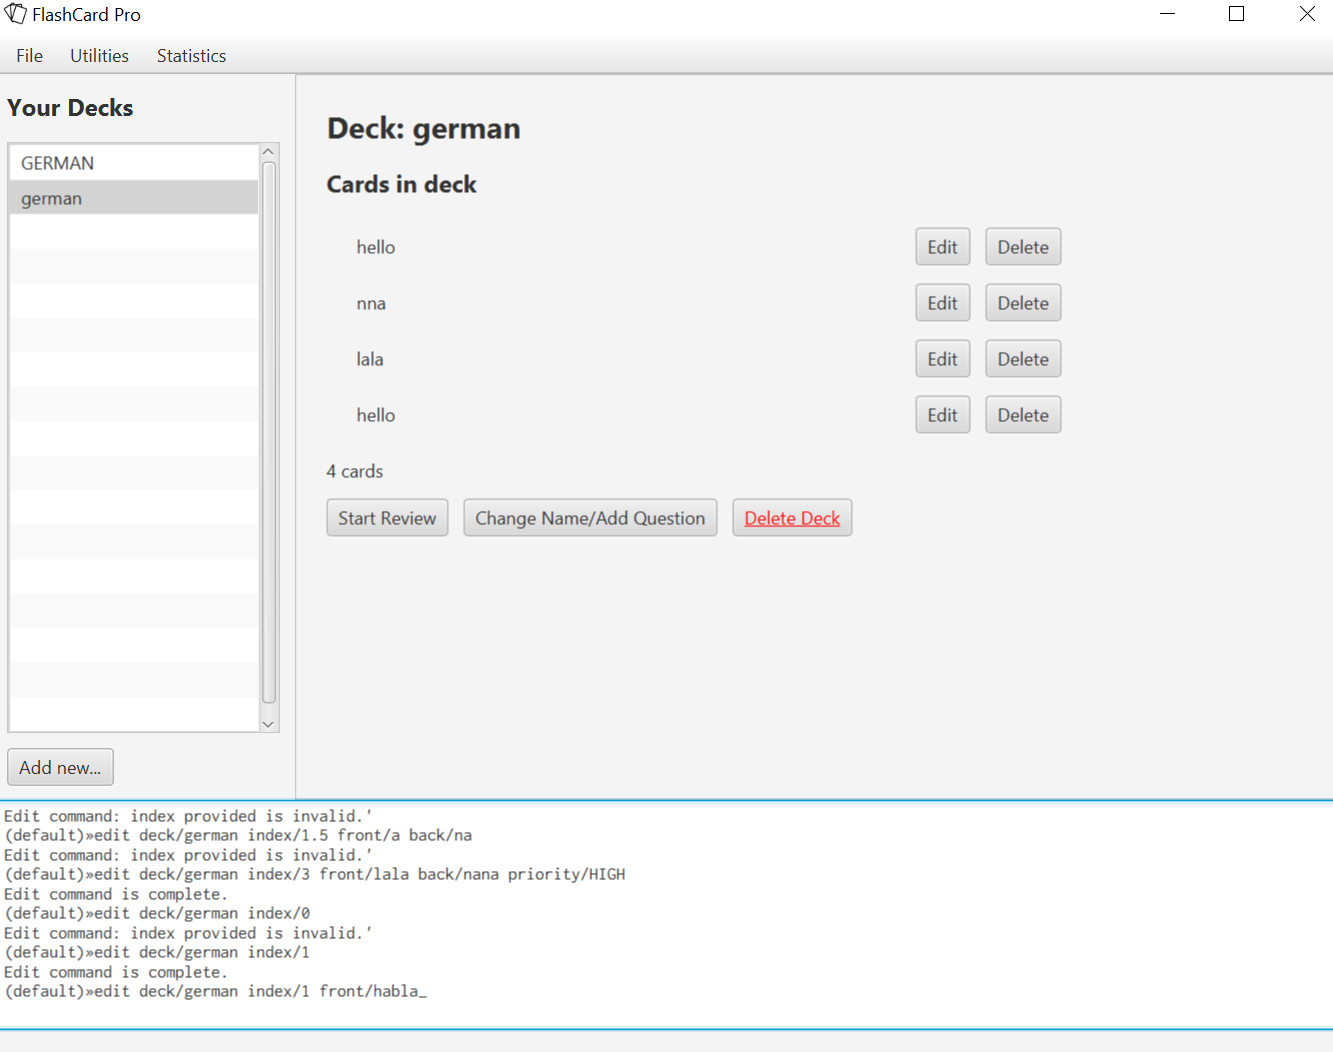 FlashCard Pro
File Utilities Statistics
Your Decks
GERMAN
german
Add new...
Deck: german
Cards in deck
hello Edit Delete
nna Edit Delete
lala Edit Delete
hello Edit Delete
4 cards
Start Review Change Name/Add Question Delete Deck
Edit command: index provided is invalid.'
(default)»edit deck/german index/1.5 front/a back/na
Edit command: index provided is invalid.'
(default)»edit deck/german index/3 front/lala back/nana priority/HIGH
Edit command is complete.
(default)»edit deck/german index/0
Edit command: index provided is invalid.'
(default)»edit deck/german index/1
Edit command is complete.
(default)»edit deck/german index/1 front/habla_